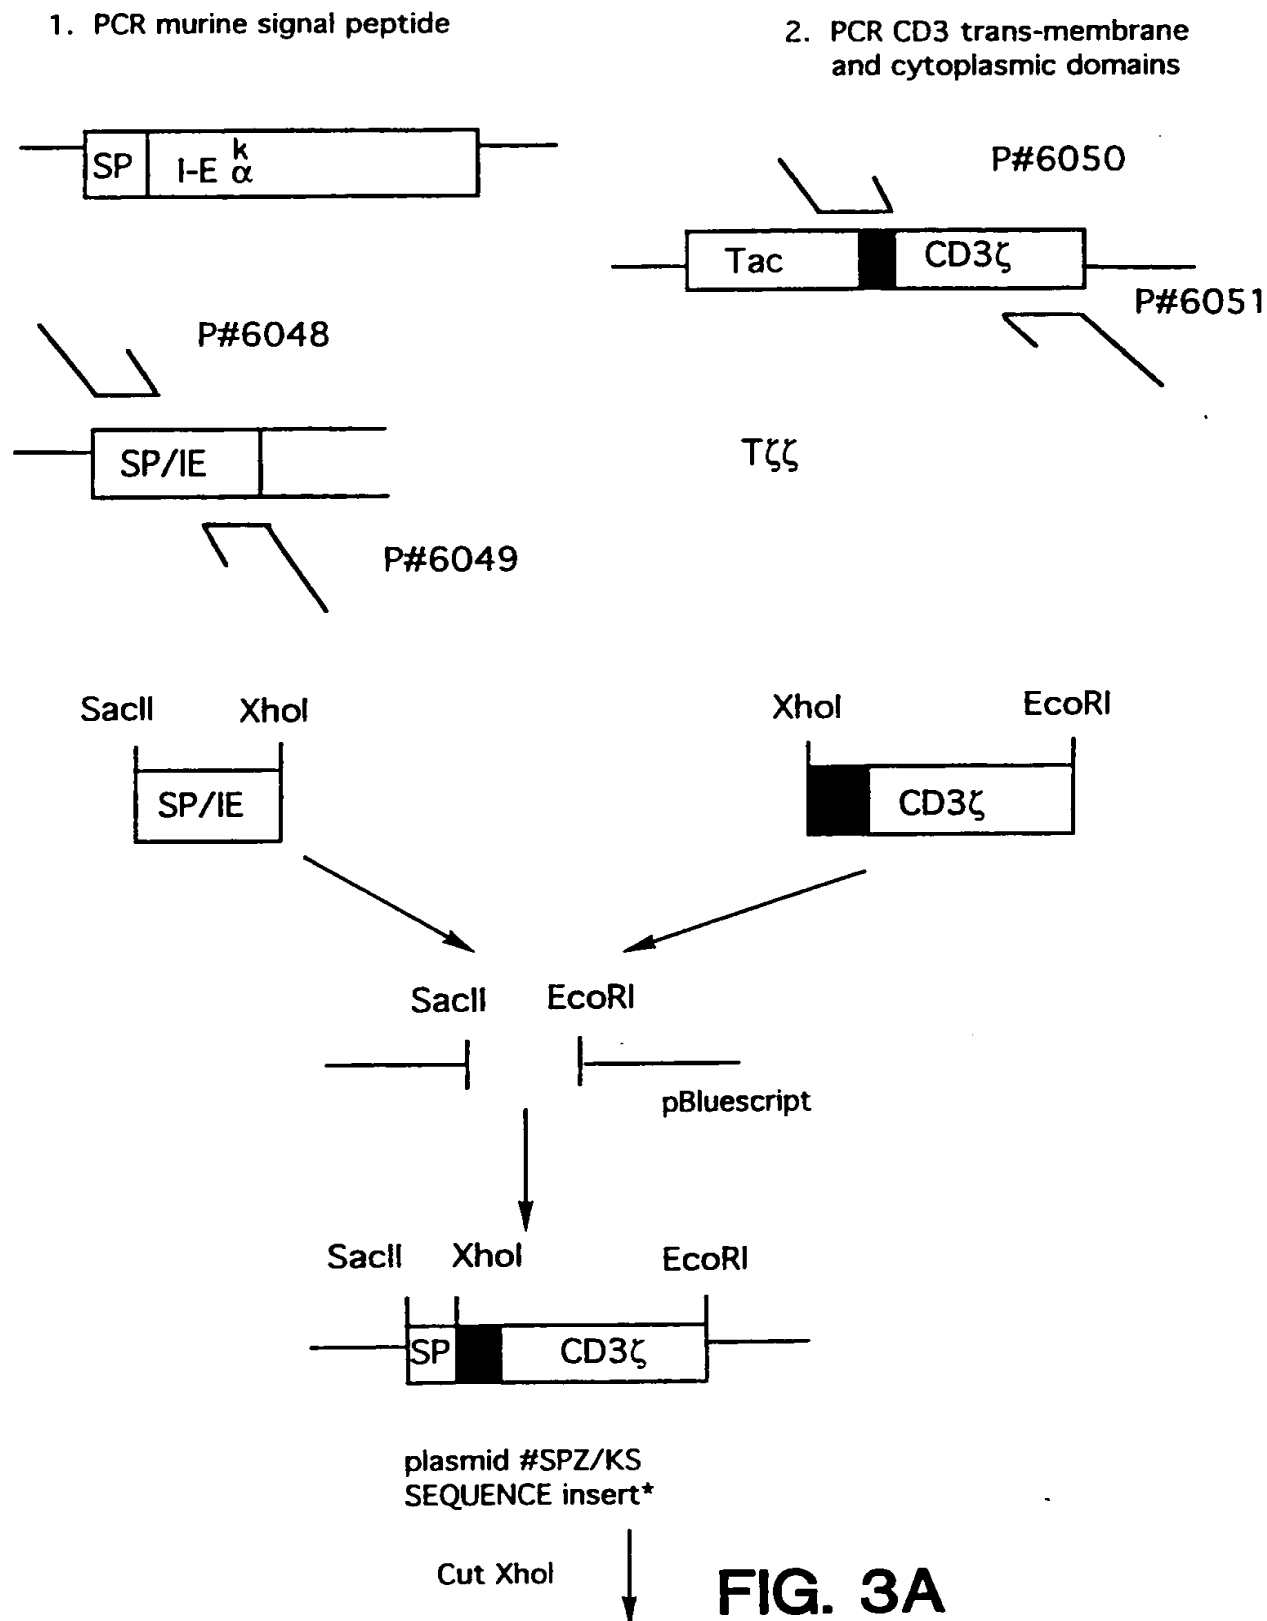 1. PCR murine signal peptide
2. PCR CD3 trans-membrane
and cytoplasmic domains
SP
I-E k α
P#6050
Tac
CD3ζ
P#6051
P#6048
SP/IE
Tζζ
P#6049
SacII XhoI
XhoI EcoRI
SP/IE
CD3ζ
SacII EcoRI
pBluescript
SacII XhoI EcoRI
SP
CD3ζ
plasmid #SPZ/KS
SEQUENCE insert*
Cut XhoI
FIG. 3A